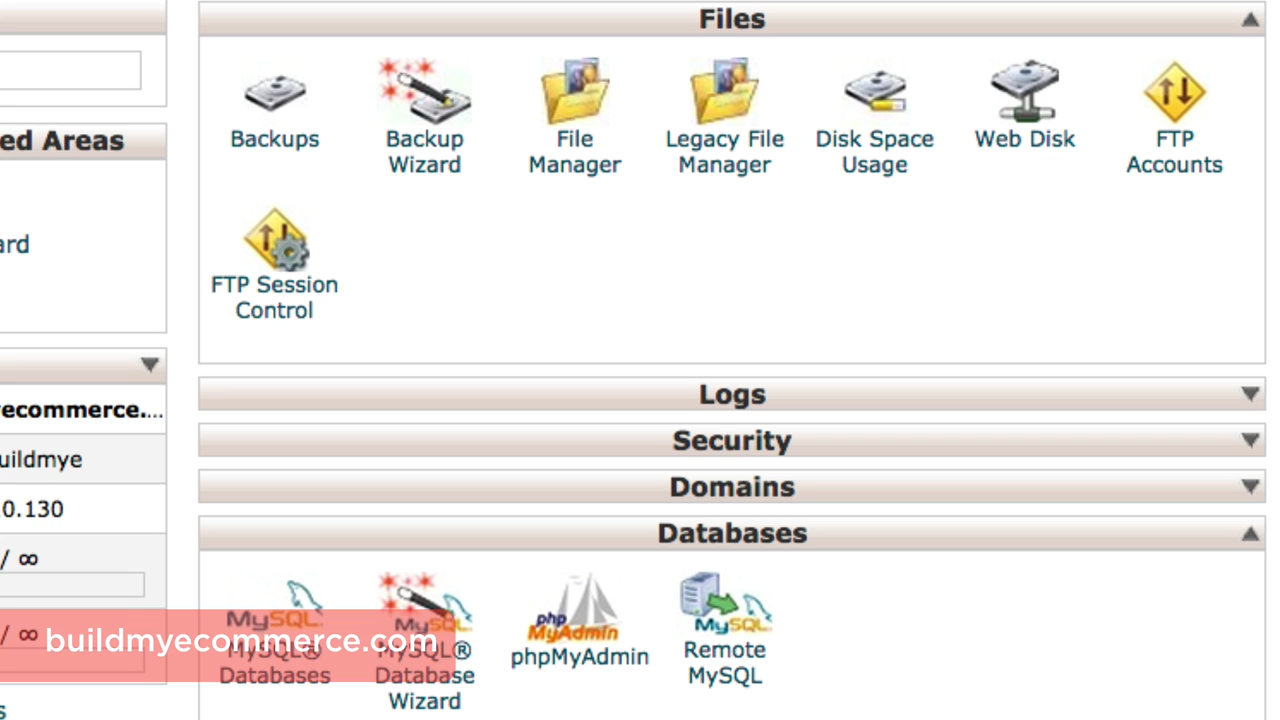 Files
Backups
Backup
Wizard
File
Manager
Legacy File
Manager
Disk Space
Usage
Web Disk
FTP
Accounts
FTP Session
Control
ed Areas
ard
ecommerce....
uildmye
0.130
/ ∞
/ ∞
s
Logs
Security
Domains
Databases
MySQL
MySQL®
Databases
MySQL
MySQL®
Database
Wizard
php
MyAdmin
phpMyAdmin
MySQL
Remote
MySQL
buildmyecommerce.com